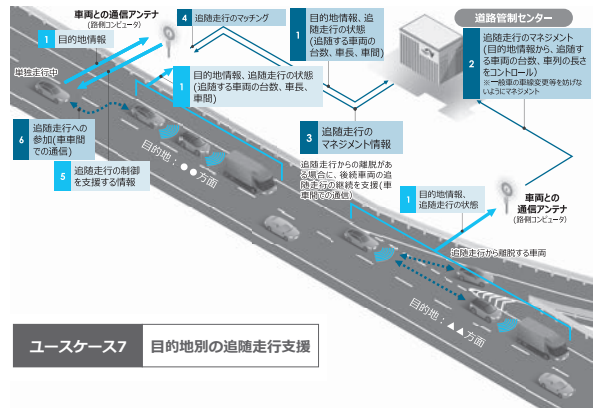 車両との通信アンテナ
(路側コンピュータ)
1 目的地情報
単独走行中
4 追随走行のマッチング
1 目的地情報、追
随走行の状態
(追随する車両の
台数、車長、車間)
道路管制センター
2 追随走行のマネジメント
(目的地情報から、追随す
る車両の台数、車列の長さ
をコントロール)
※一般車の車線変更等を妨げな
いようにマネジメント
1 目的地情報、追随走行の状態
(追随する車両の台数、車長、
車間)
3 追随走行の
マネジメント情報
追随走行からの離脱が
ある場合に、後続車両の追
随走行の継続を支援(車
車間での通信)
6 追随走行への
参加(車車間
での通信)
5 追随走行の制御
を支援する情報
目的地:●●方面
1 目的地情報、
追随走行の状態
車両との
通信アンテナ
(路側コンピュータ)
追随走行から離脱する車両
目的地:▲▲方面
ユースケース7 目的地別の追随走行支援